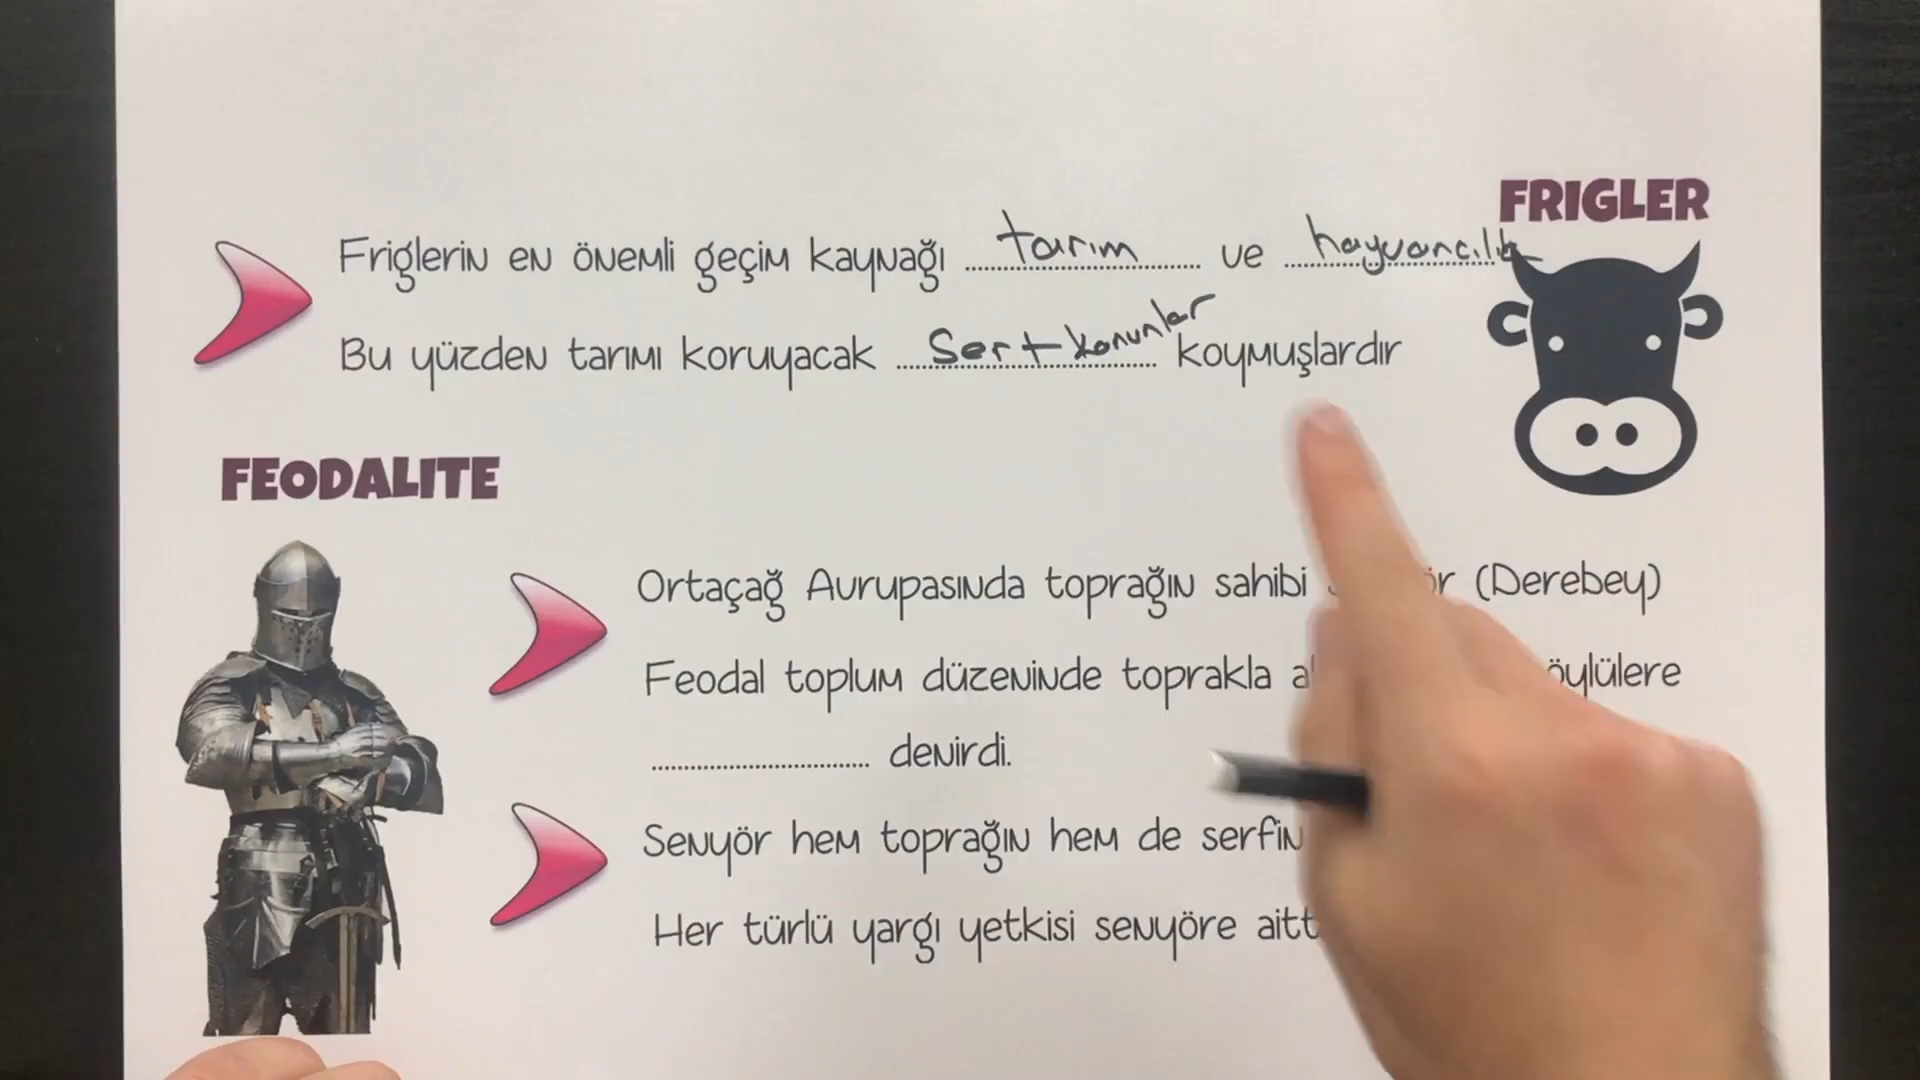 FRIGLER
Friglerin en önemli geçim kaynağı tarım ve hayvancılık
Bu yüzden tarımı koruyacak Sert kanunlar koymuşlardır
FEODALITE
Ortaçağ Avrupasında toprağın sahibi (Derebey)
Feodal toplum düzeninde toprakla
denirdi.
Senyör hem toprağın hem de serfin
Her türlü yargı yetkisi senyöre